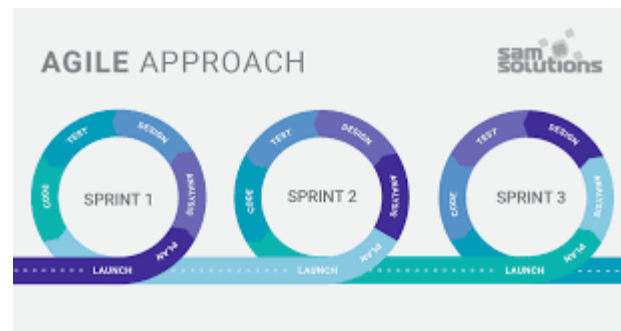 AGILE APPROACH
sam
solutions
TEST
DESIGN
CODE
ANALYSIS
SPRINT 1
PLAN
LAUNCH
TEST
DESIGN
CODE
ANALYSIS
SPRINT 2
PLAN
LAUNCH
TEST
DESIGN
CODE
ANALYSIS
SPRINT 3
PLAN
LAUNCH